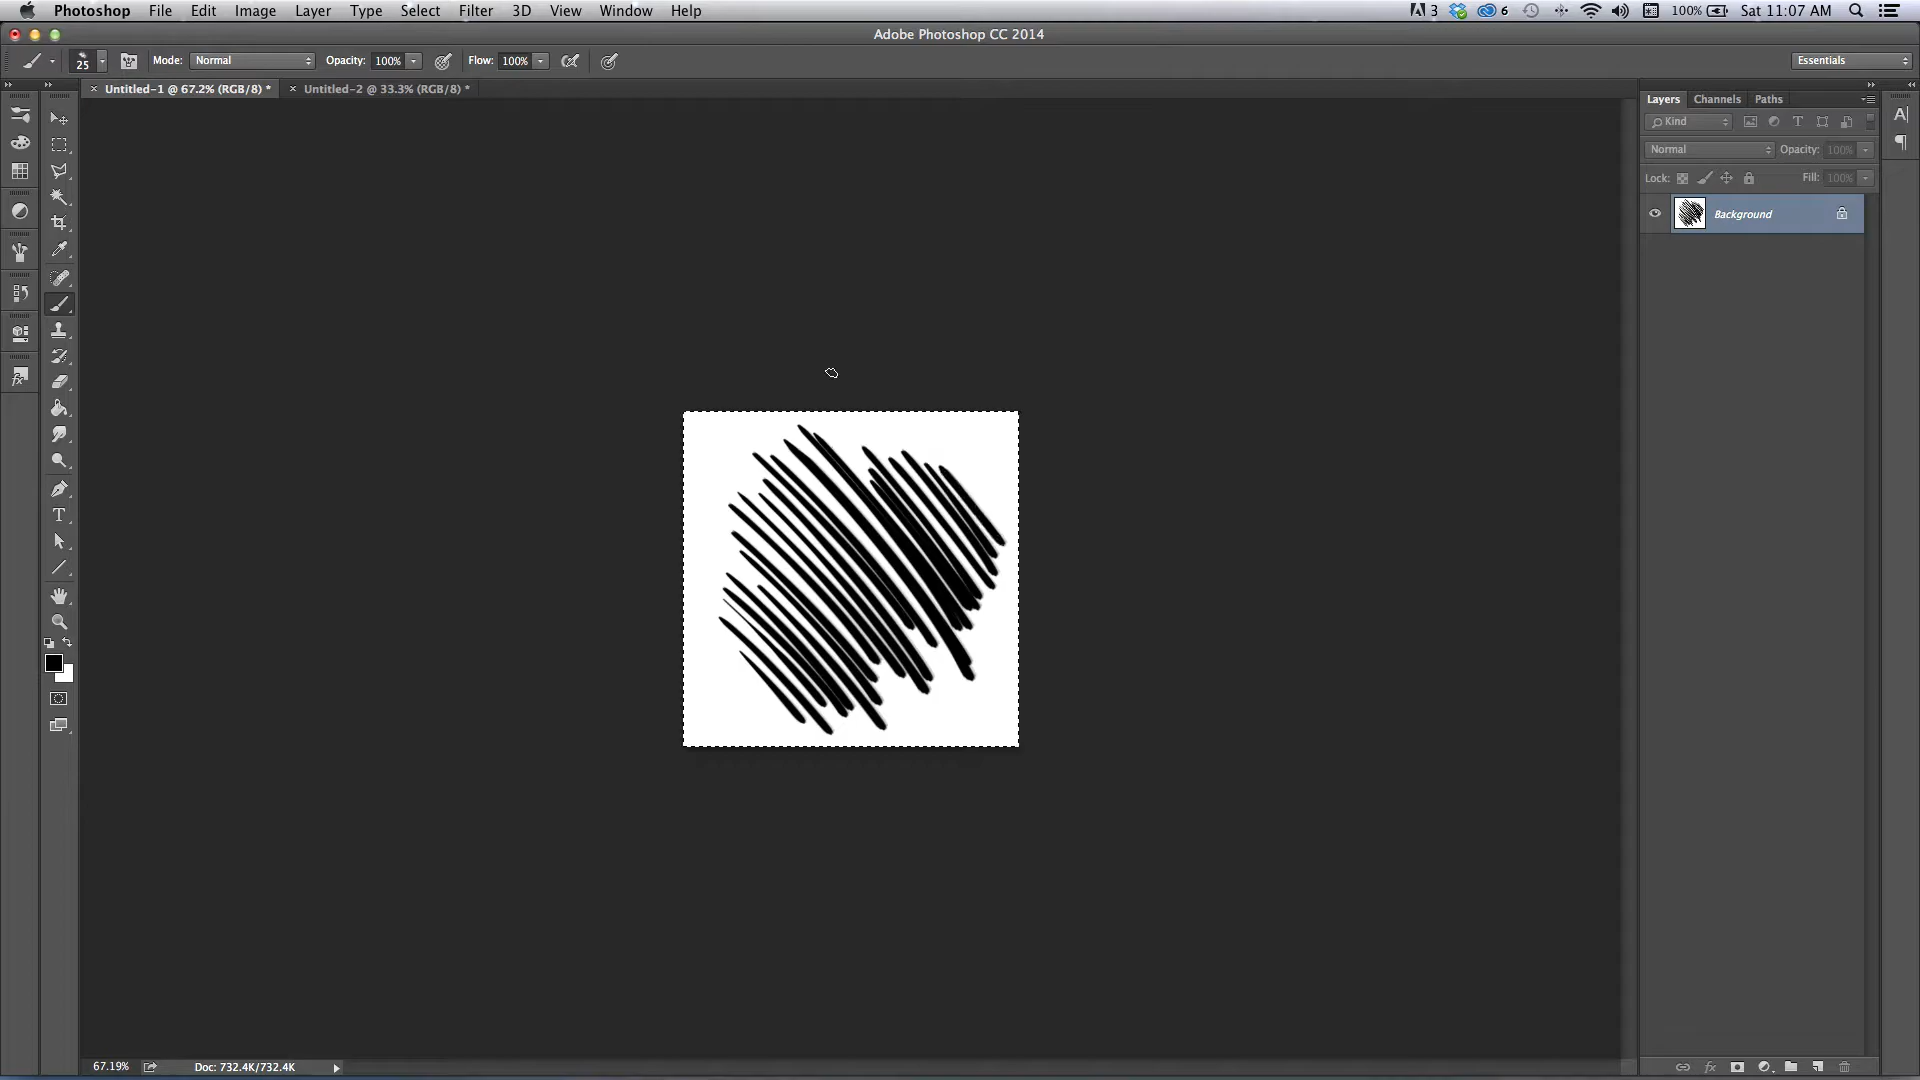 Photoshop File Edit Image Layer Type Select Filter 3D View Window Help 3 6 100% Sat 11:07 AM
Adobe Photoshop CC 2014
25 Mode: Normal Opacity: 100% Flow: 100% Essentials
× Untitled-1 @ 67.2% (RGB/8) * × Untitled-2 @ 33.3% (RGB/8) *
Layers Channels Paths
Kind
Normal Opacity: 100%
Lock: Fill: 100%
Background
67.19% Doc: 732.4K/732.4K